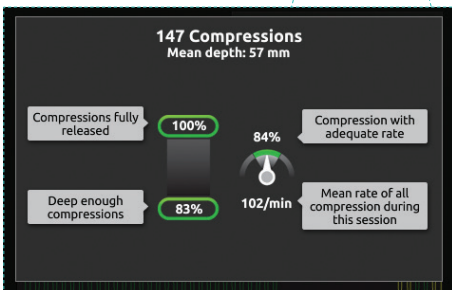 147 Compressions
Mean depth: 57 mm
Compressions fully
released
100%
84%
Compression with
adequate rate
Deep enough
compressions
83%
102/min
Mean rate of all
compression during
this session